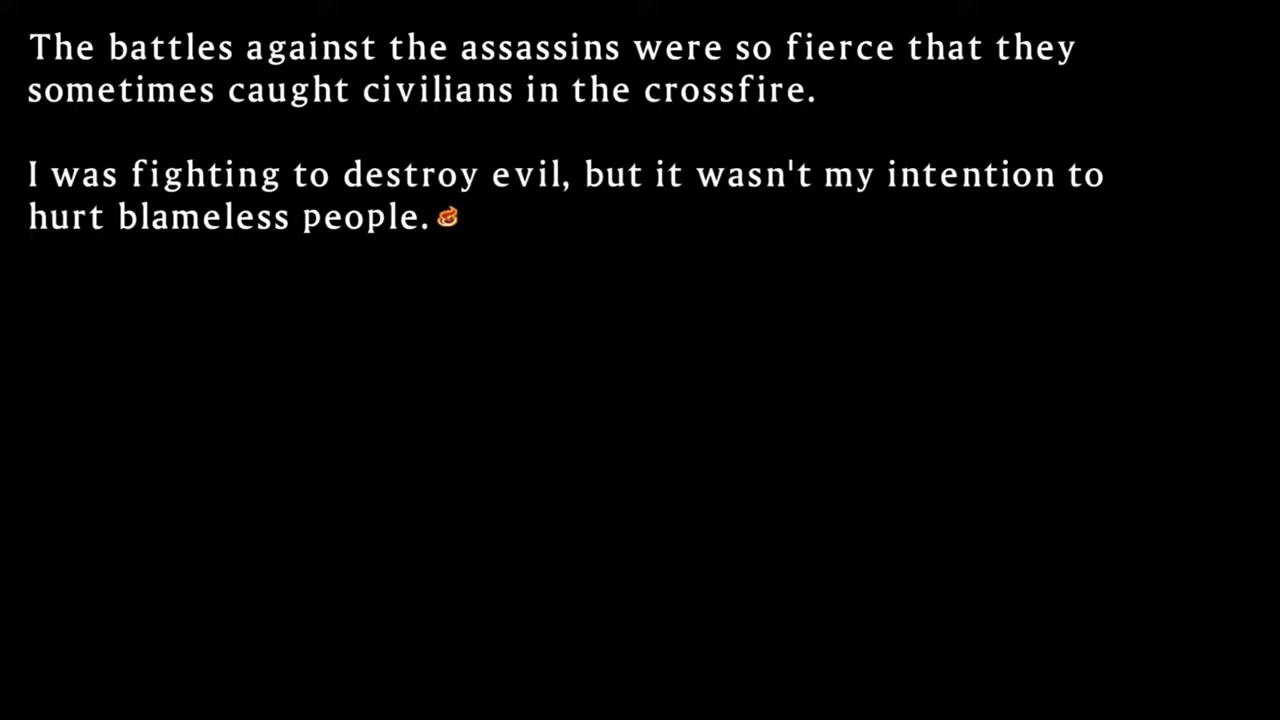 The battles against the assassins were so fierce that they
sometimes caught civilians in the crossfire.
I was fighting to destroy evil, but it wasn't my intention to
hurt blameless people.